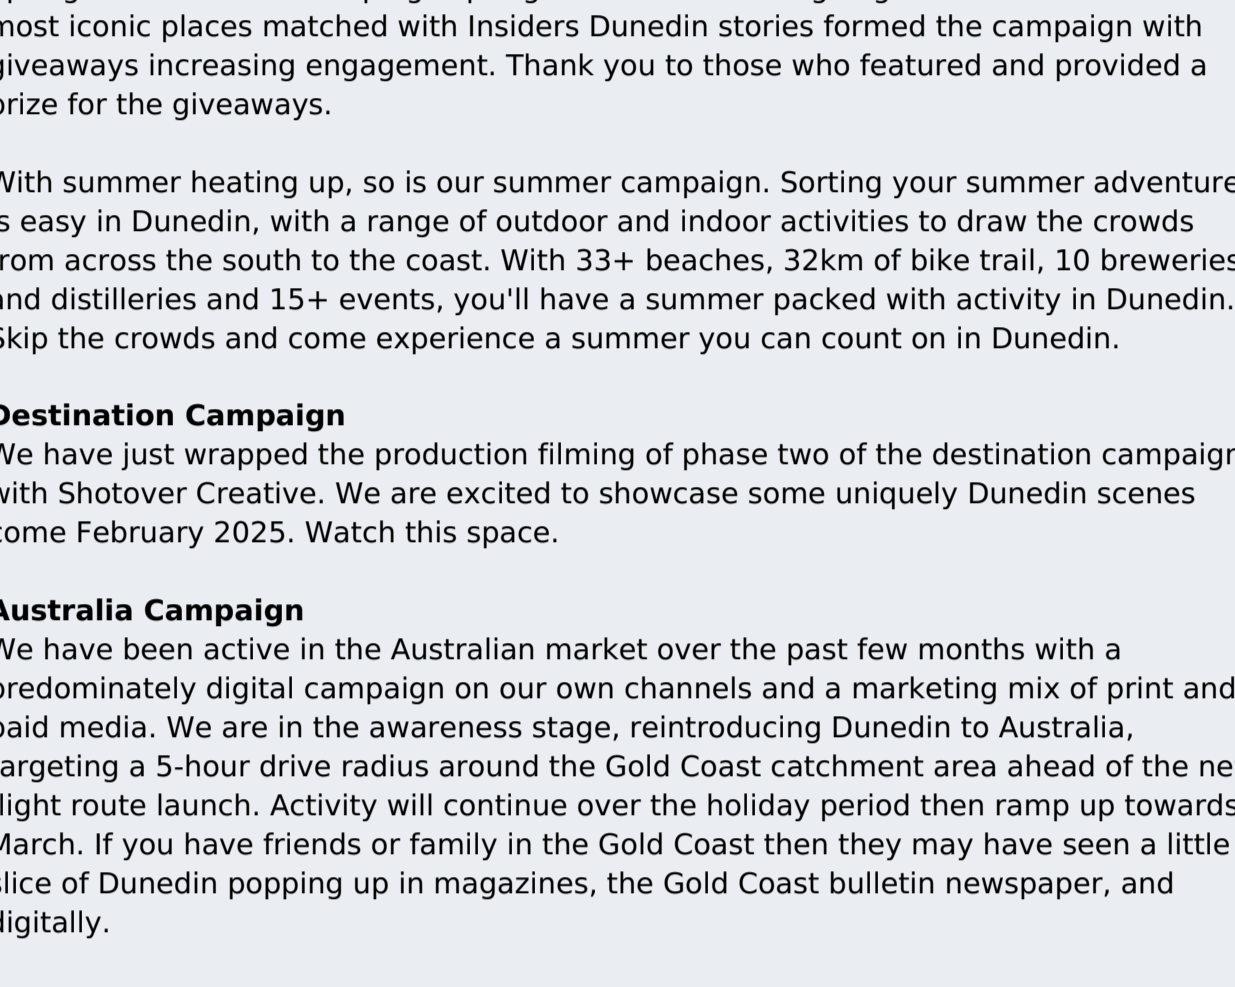 most iconic places matched with Insiders Dunedin stories formed the campaign with
giveaways increasing engagement. Thank you to those who featured and provided a
prize for the giveaways.
With summer heating up, so is our summer campaign. Sorting your summer adventure
is easy in Dunedin, with a range of outdoor and indoor activities to draw the crowds
from across the south to the coast. With 33+ beaches, 32km of bike trail, 10 breweries
and distilleries and 15+ events, you'll have a summer packed with activity in Dunedin.
Skip the crowds and come experience a summer you can count on in Dunedin.
Destination Campaign
We have just wrapped the production filming of phase two of the destination campaign
with Shotover Creative. We are excited to showcase some uniquely Dunedin scenes
come February 2025. Watch this space.
Australia Campaign
We have been active in the Australian market over the past few months with a
predominately digital campaign on our own channels and a marketing mix of print and
paid media. We are in the awareness stage, reintroducing Dunedin to Australia,
targeting a 5-hour drive radius around the Gold Coast catchment area ahead of the ne
flight route launch. Activity will continue over the holiday period then ramp up towards
March. If you have friends or family in the Gold Coast then they may have seen a little
slice of Dunedin popping up in magazines, the Gold Coast bulletin newspaper, and
digitally.